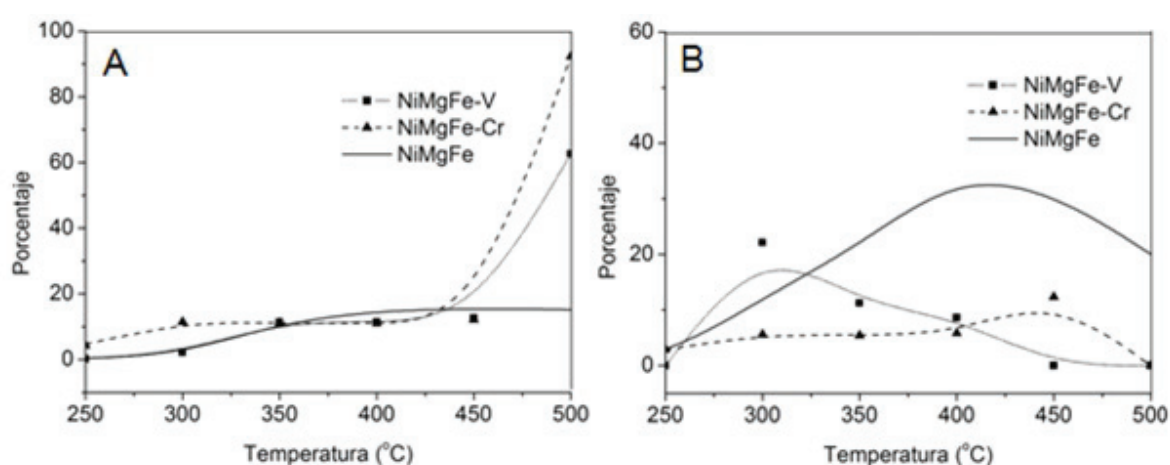 A
NiMgFe-V
NiMgFe-Cr
NiMgFe
Porcentaje
100
80
60
40
20
0
250 300 350 400 450 500
Temperatura (°C)
B
NiMgFe-V
NiMgFe-Cr
NiMgFe
Porcentaje
60
40
20
0
250 300 350 400 450 500
Temperatura (°C)